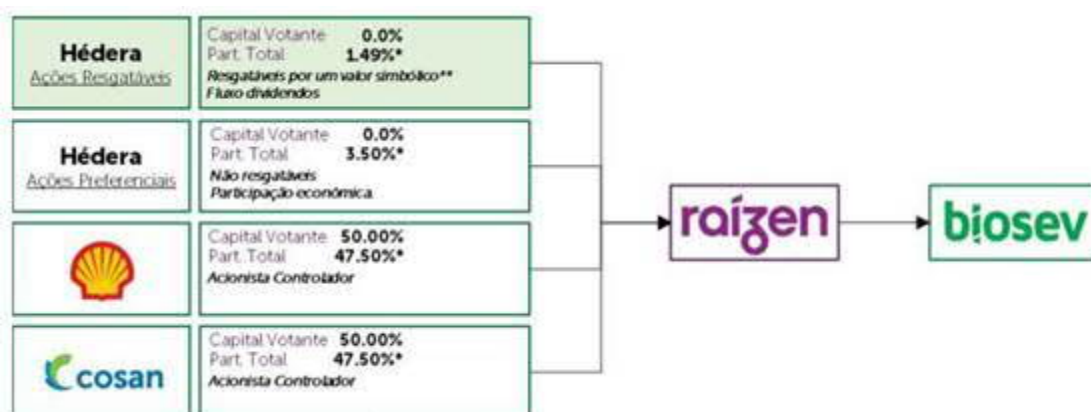 Hédera
Ações Resgatáveis
Capital Votante 0.0%
Part. Total 1.49%*
Resgatáveis por um valor simbólico**
Fluxo dividendos
Hédera
Ações Preferenciais
Capital Votante 0.0%
Part. Total 3.50%*
Não resgatáveis
Participação econômica
Capital Votante 50.00%
Part. Total 47.50%*
Acionista Controlador
cosan
Capital Votante 50.00%
Part. Total 47.50%*
Acionista Controlador
raízen
biosev